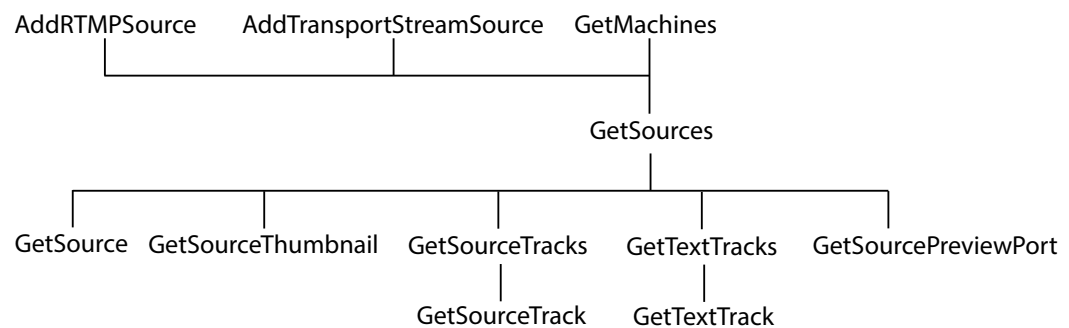 AddRTMPSource AddTransportStreamSource GetMachines
GetSources
GetSource GetSourceThumbnail GetSourceTracks GetTextTracks GetSourcePreviewPort
GetSourceTrack GetTextTrack